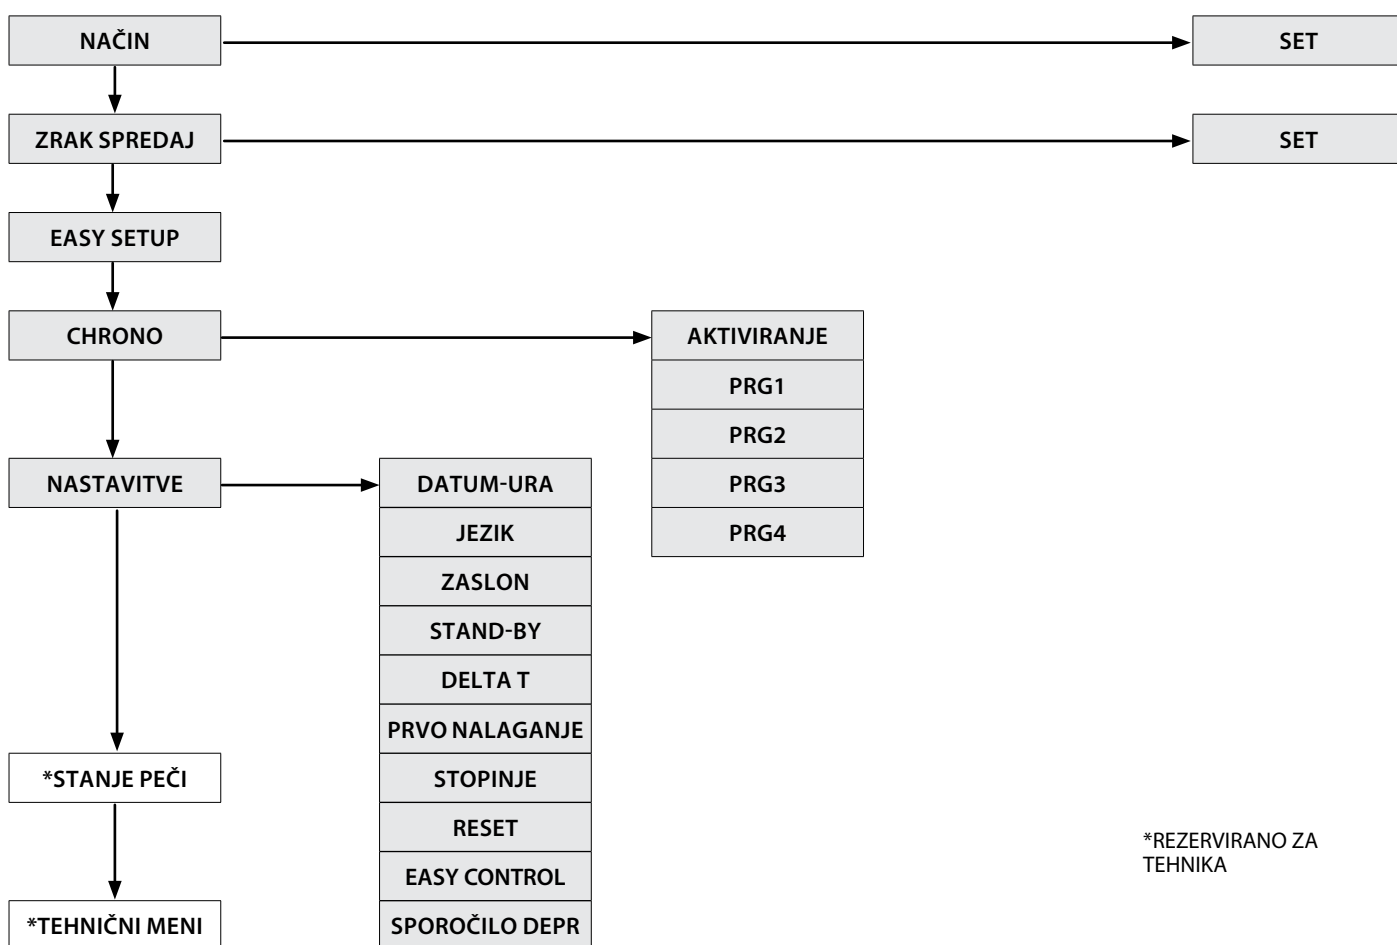 NAČIN
SET
ZRAK SPREDAJ
SET
EASY SETUP
CHRONO
AKTIVIRANJE
PRG1
PRG2
PRG3
PRG4
NASTAVITVE
DATUM-URA
JEZIK
ZASLON
STAND-BY
DELTA T
PRVO NALAGANJE
STOPINJE
RESET
EASY CONTROL
SPOROČILO DEPR
*STANJE PEČI
*TEHNIČNI MENI
*REZERVIRANO ZA
TEHNIKA